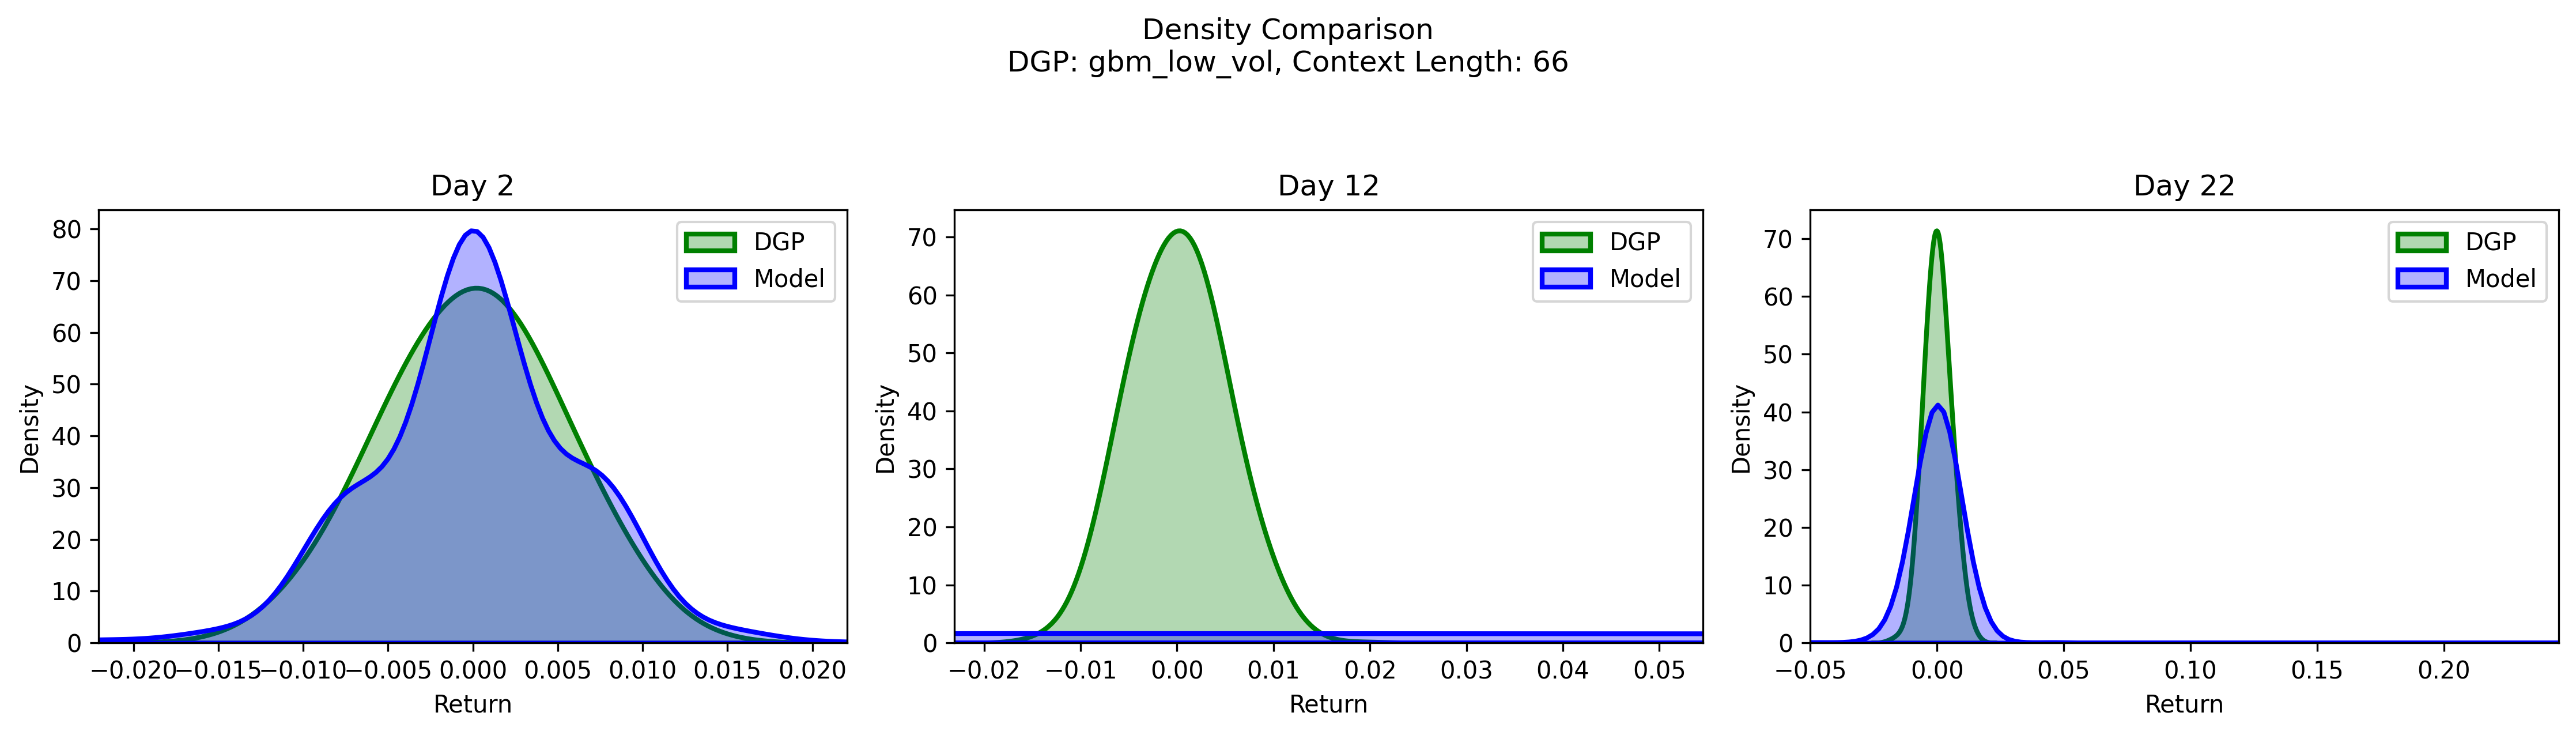 Density Comparison
DGP: gbm_low_vol, Context Length: 66
Day 2
80
70
60
50
40
30
20
10
0
Density
DGP
Model
−0.020 −0.015 −0.010 −0.005 0.000 0.005 0.010 0.015 0.020
Return
Day 12
70
60
50
40
30
20
10
0
Density
DGP
Model
−0.02 −0.01 0.00 0.01 0.02 0.03 0.04 0.05
Return
Day 22
70
60
50
40
30
20
10
0
Density
DGP
Model
−0.05 0.00 0.05 0.10 0.15 0.20
Return